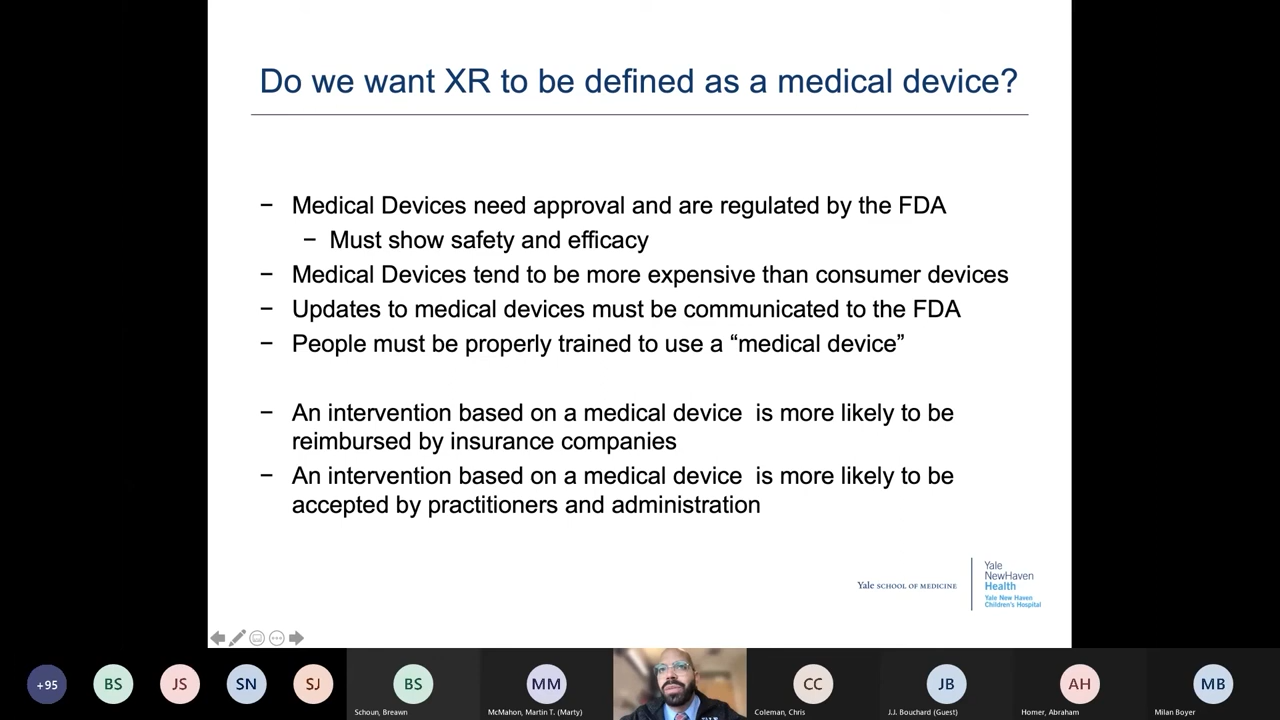 Do we want XR to be defined as a medical device?
− Medical Devices need approval and are regulated by the FDA
− Must show safety and efficacy
− Medical Devices tend to be more expensive than consumer devices
− Updates to medical devices must be communicated to the FDA
− People must be properly trained to use a “medical device”
− An intervention based on a medical device  is more likely to be
reimbursed by insurance companies
− An intervention based on a medical device  is more likely to be
accepted by practitioners and administration
Yale SCHOOL OF MEDICINE
Yale
NewHaven
Health
Yale New Haven
Children's Hospital
+95
BS
JS
SN
SJ
BS
Schoun, Breawn
MM
McMahon, Martin T. (Marty)
CC
Coleman, Chris
JB
J.J. Bouchard (Guest)
AH
Homer, Abraham
MB
Milan Boyer